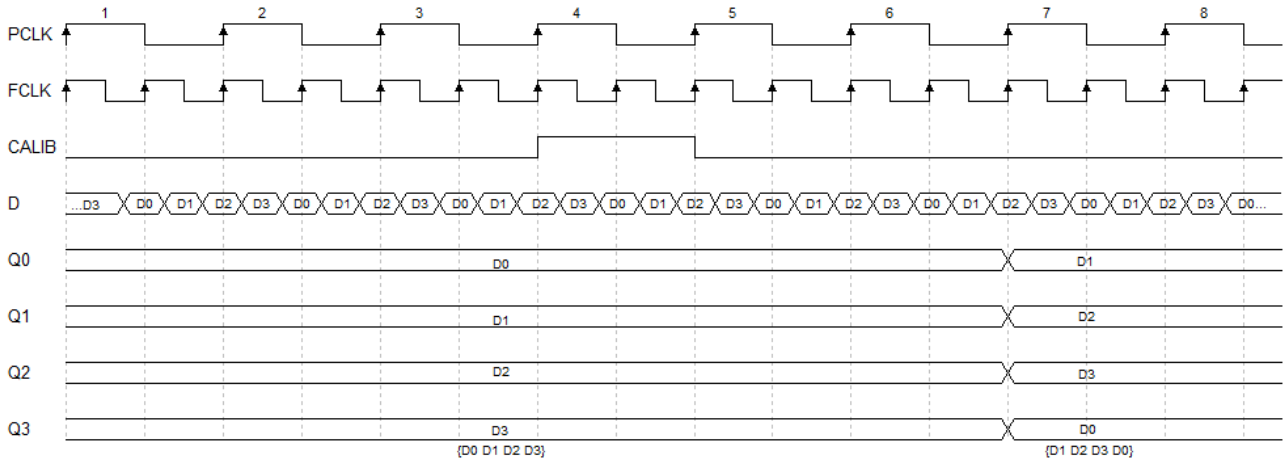 1 2 3 4 5 6 7 8
PCLK
FCLK
CALIB
D ...D3 D0 D1 D2 D3 D0 D1 D2 D3 D0 D1 D2 D3 D0 D1 D2 D3 D0 D1 D2 D3 D0 D1 D2 D3 D0 D1 D2 D3 D0...
Q0 D0 D1
Q1 D1 D2
Q2 D2 D3
Q3 D3 D0
{D0 D1 D2 D3} {D1 D2 D3 D0}